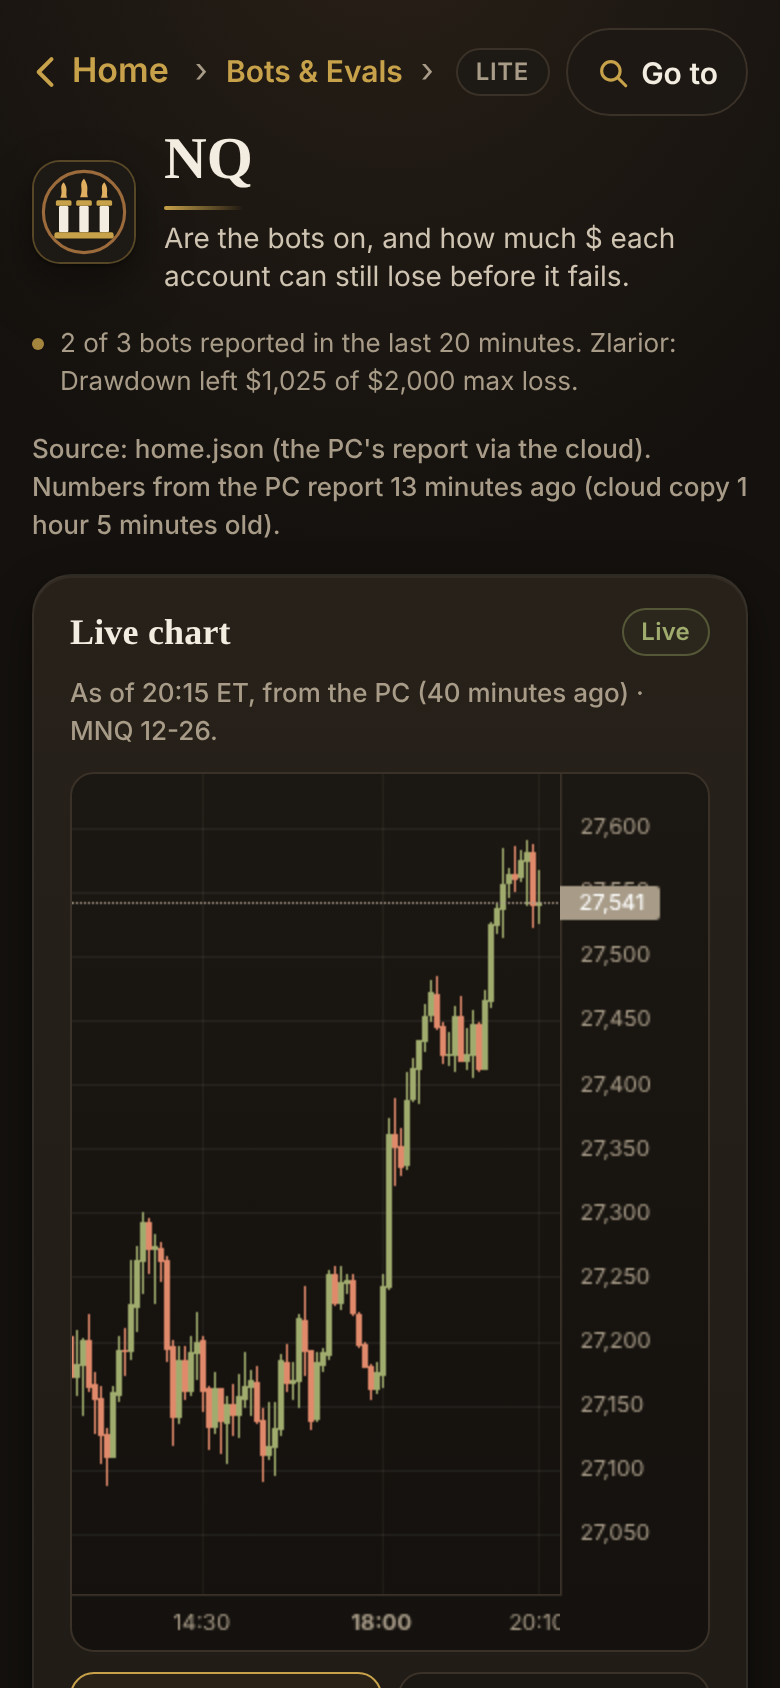 Home › Bots & Evals › LITE Go to
NQ
Are the bots on, and how much $ each
account can still lose before it fails.
2 of 3 bots reported in the last 20 minutes. Zlarior:
Drawdown left $1,025 of $2,000 max loss.
Source: home.json (the PC's report via the cloud).
Numbers from the PC report 13 minutes ago (cloud copy 1
hour 5 minutes old).
Live chart Live
As of 20:15 ET, from the PC (40 minutes ago) ·
MNQ 12-26.
27,600
27,541
27,500
27,450
27,400
27,350
27,300
27,250
27,200
27,150
27,100
27,050
14:30 18:00